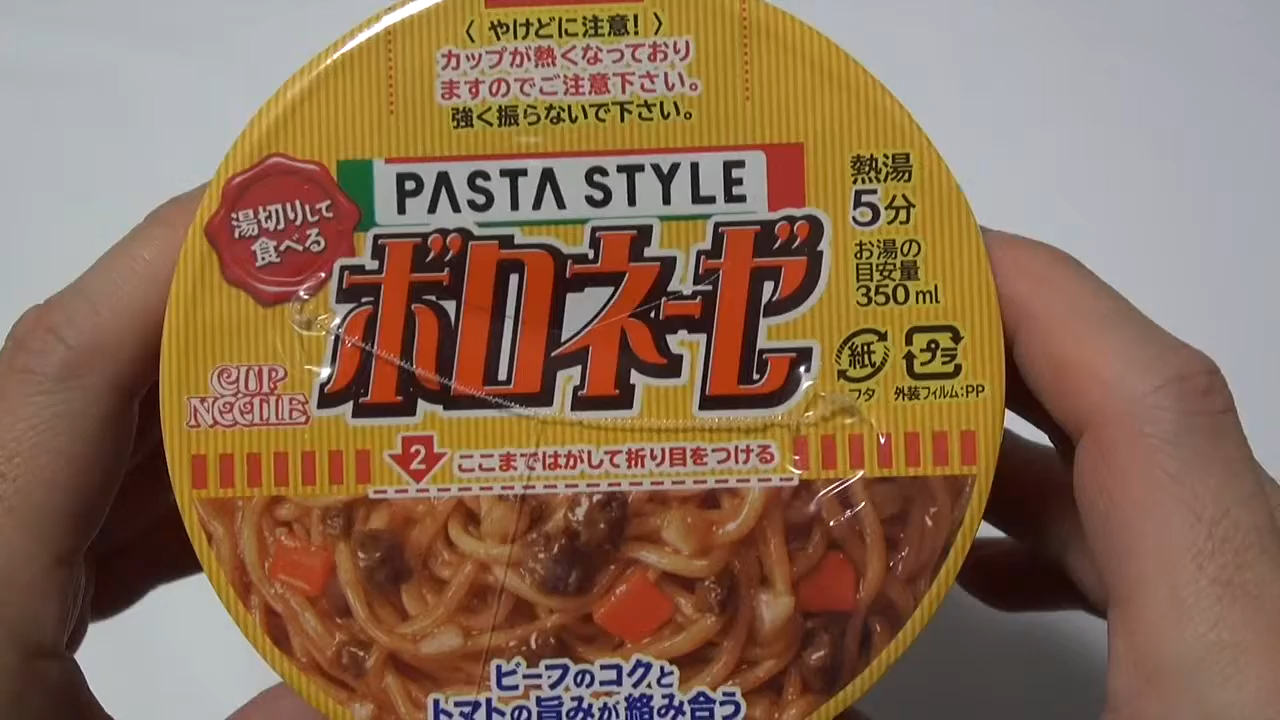 〈 やけどに注意! 〉
カップが熱くなっており
ますのでご注意下さい。
強く振らないで下さい。
PASTA STYLE
湯切りして
食べる
ボロネーゼ
熱湯
5分
お湯の
目安量
350ml
紙
フタ
プラ
外装フィルム:PP
CUP
NOODLE
2 ここまではがして折り目をつける
ビーフのコクと
トマトの旨みが絡み合う